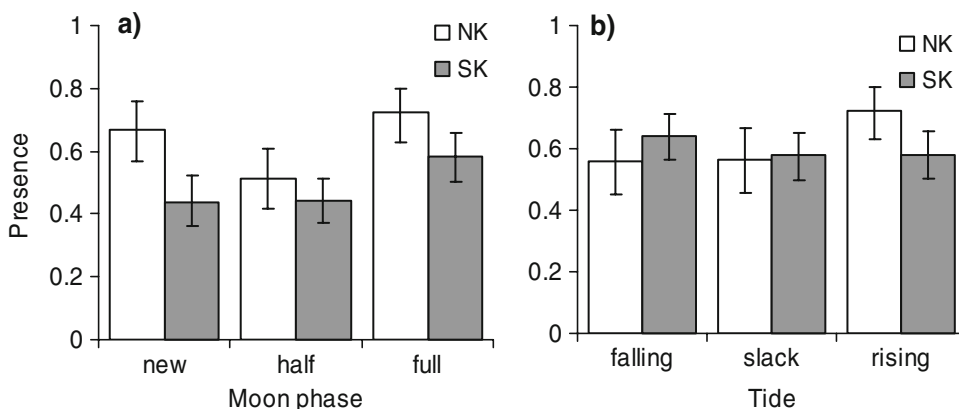 a)
NK
SK
1
0.8
0.6
0.4
0.2
0
Presence
new half full
Moon phase
b)
NK
SK
1
0.8
0.6
0.4
0.2
0
falling slack rising
Tide